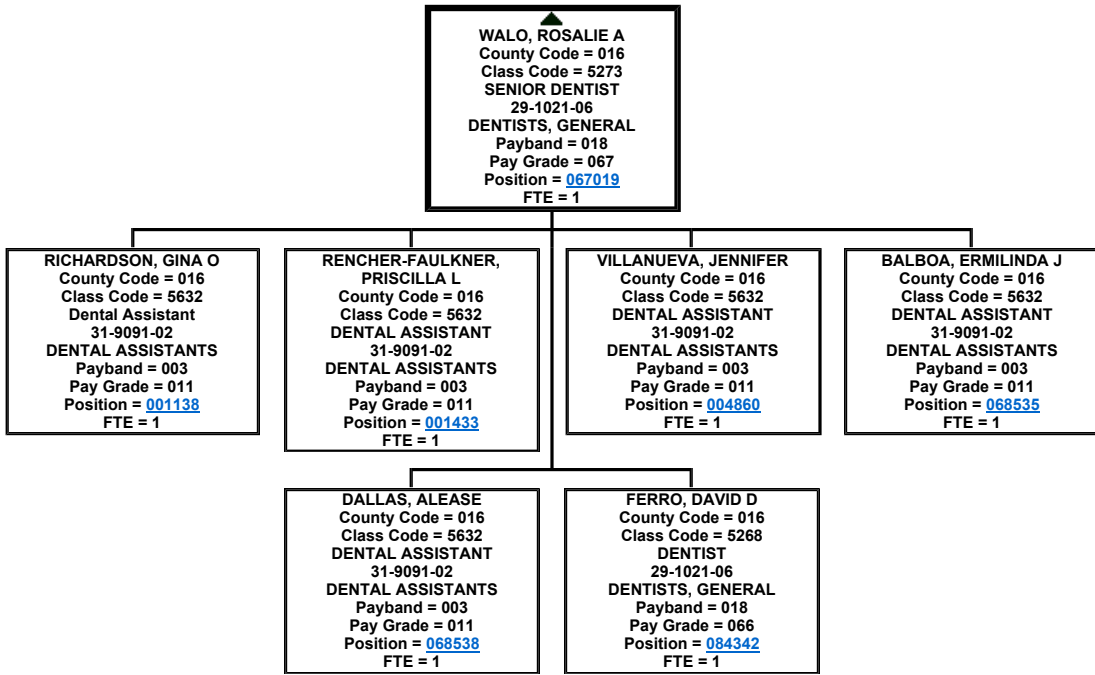 WALO, ROSALIE A
County Code = 016
Class Code = 5273
SENIOR DENTIST
29-1021-06
DENTISTS, GENERAL
Payband = 018
Pay Grade = 067
Position = 067019
FTE = 1
RICHARDSON, GINA O
County Code = 016
Class Code = 5632
Dental Assistant
31-9091-02
DENTAL ASSISTANTS
Payband = 003
Pay Grade = 011
Position = 001138
FTE = 1
RENCHER-FAULKNER,
PRISCILLA L
County Code = 016
Class Code = 5632
DENTAL ASSISTANT
31-9091-02
DENTAL ASSISTANTS
Payband = 003
Pay Grade = 011
Position = 001433
FTE = 1
VILLANUEVA, JENNIFER
County Code = 016
Class Code = 5632
DENTAL ASSISTANT
31-9091-02
DENTAL ASSISTANTS
Payband = 003
Pay Grade = 011
Position = 004860
FTE = 1
BALBOA, ERMILINDA J
County Code = 016
Class Code = 5632
DENTAL ASSISTANT
31-9091-02
DENTAL ASSISTANTS
Payband = 003
Pay Grade = 011
Position = 068535
FTE = 1
DALLAS, ALEASE
County Code = 016
Class Code = 5632
DENTAL ASSISTANT
31-9091-02
DENTAL ASSISTANTS
Payband = 003
Pay Grade = 011
Position = 068538
FTE = 1
FERRO, DAVID D
County Code = 016
Class Code = 5268
DENTIST
29-1021-06
DENTISTS, GENERAL
Payband = 018
Pay Grade = 066
Position = 084342
FTE = 1